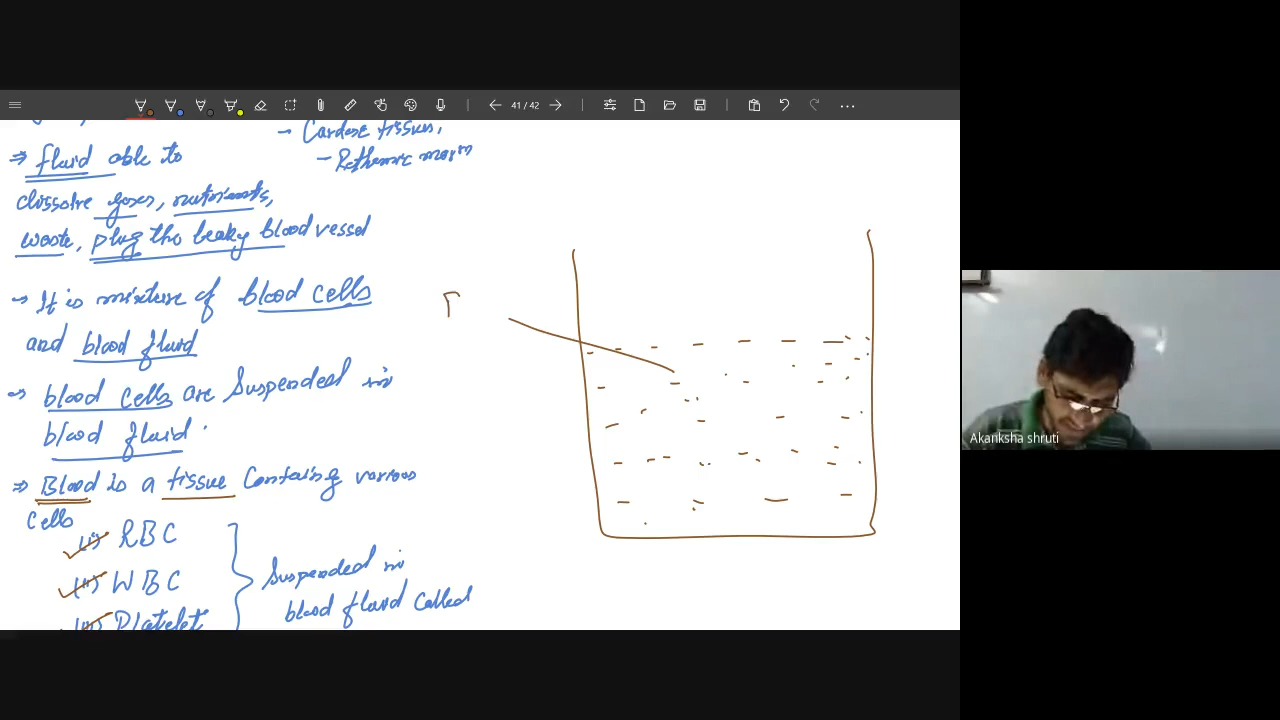 41 / 42
→ Cardiac tissues,
⇒ fluid able to
dissolve gases, nutrients,
waste, plug the leaky blood vessel
→ It is mixture of blood cells
and blood fluid
→ blood cells are Suspended in
blood fluid.
⇒ Blood is a tissue Containing various
Cells
(i) RBC
(ii) WBC
(iii) Platelet
Suspended in
blood fluid Called
Akanksha shruti